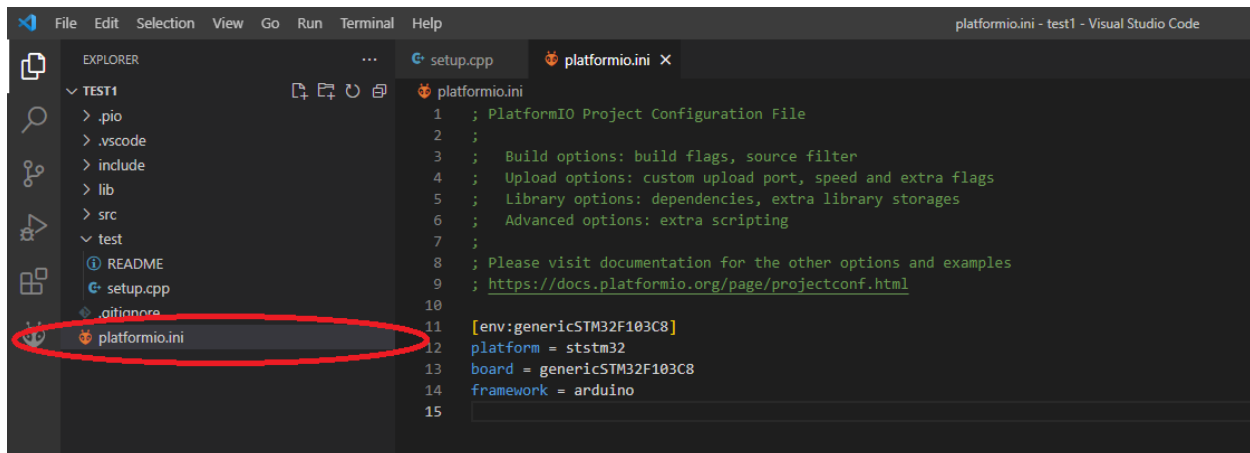 File Edit Selection View Go Run Terminal Help
platformio.ini - test1 - Visual Studio Code
EXPLORER
TEST1
.pio
.vscode
include
lib
src
test
README
setup.cpp
.gitignore
platformio.ini
setup.cpp
platformio.ini
platformio.ini
1 ; PlatformIO Project Configuration File
2 ;
3 ;   Build options: build flags, source filter
4 ;   Upload options: custom upload port, speed and extra flags
5 ;   Library options: dependencies, extra library storages
6 ;   Advanced options: extra scripting
7 ;
8 ; Please visit documentation for the other options and examples
9 ; https://docs.platformio.org/page/projectconf.html
10
11 [env:genericSTM32F103C8]
12 platform = ststm32
13 board = genericSTM32F103C8
14 framework = arduino
15